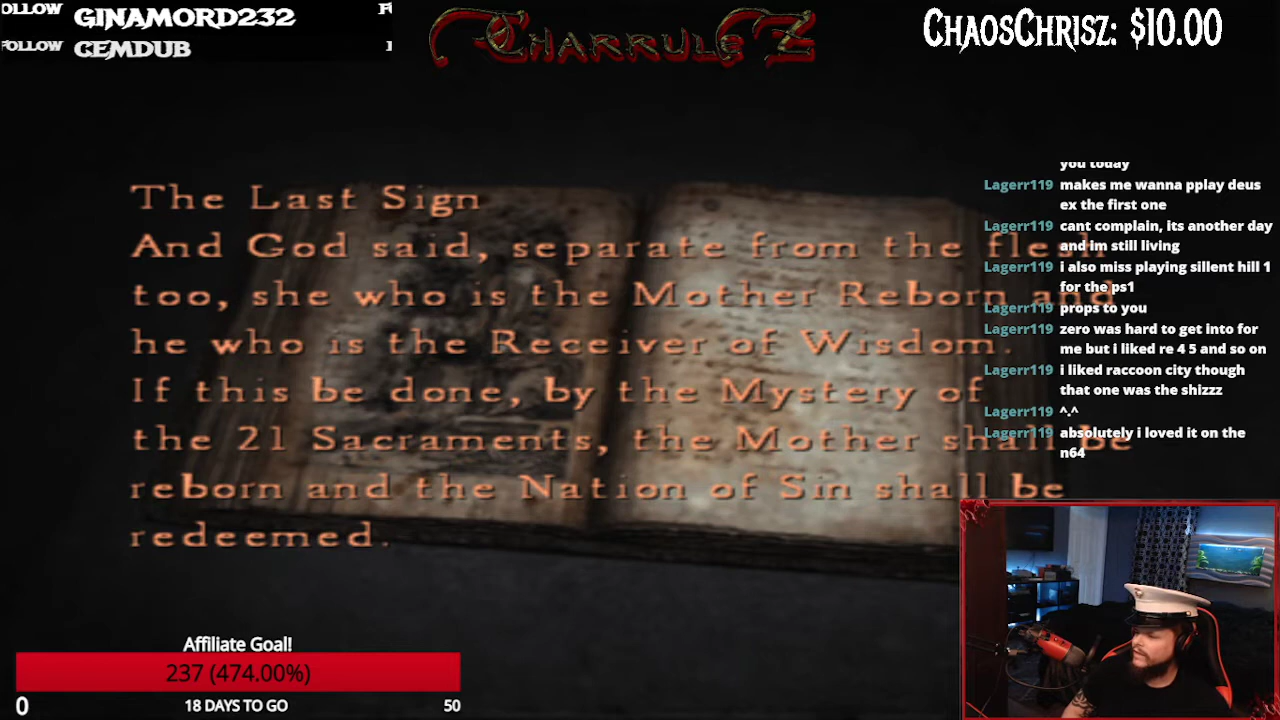 OLLOW GINAMORD232
FOLLOW GEMDUB
CHARRULEZ
CHAOSCHRISZ: $10.00
The Last Sign
And God said, separate from the flesh
too, she who is the Mother Reborn and
he who is the Receiver of Wisdom.
If this be done, by the Mystery of
the 21 Sacraments, the Mother shall be
reborn and the Nation of Sin shall be
redeemed.
you today
Lagerr119 makes me wanna pplay deus
ex the first one
Lagerr119 cant complain, its another day
and im still living
Lagerr119 i also miss playing sillent hill 1
for the ps1
Lagerr119 props to you
Lagerr119 zero was hard to get into for
me but i liked re 4 5 and so on
Lagerr119 i liked raccoon city though
that one was the shizzz
Lagerr119 ^.^
Lagerr119 absolutely i loved it on the
n64
Affiliate Goal!
237 (474.00%)
0 18 DAYS TO GO 50